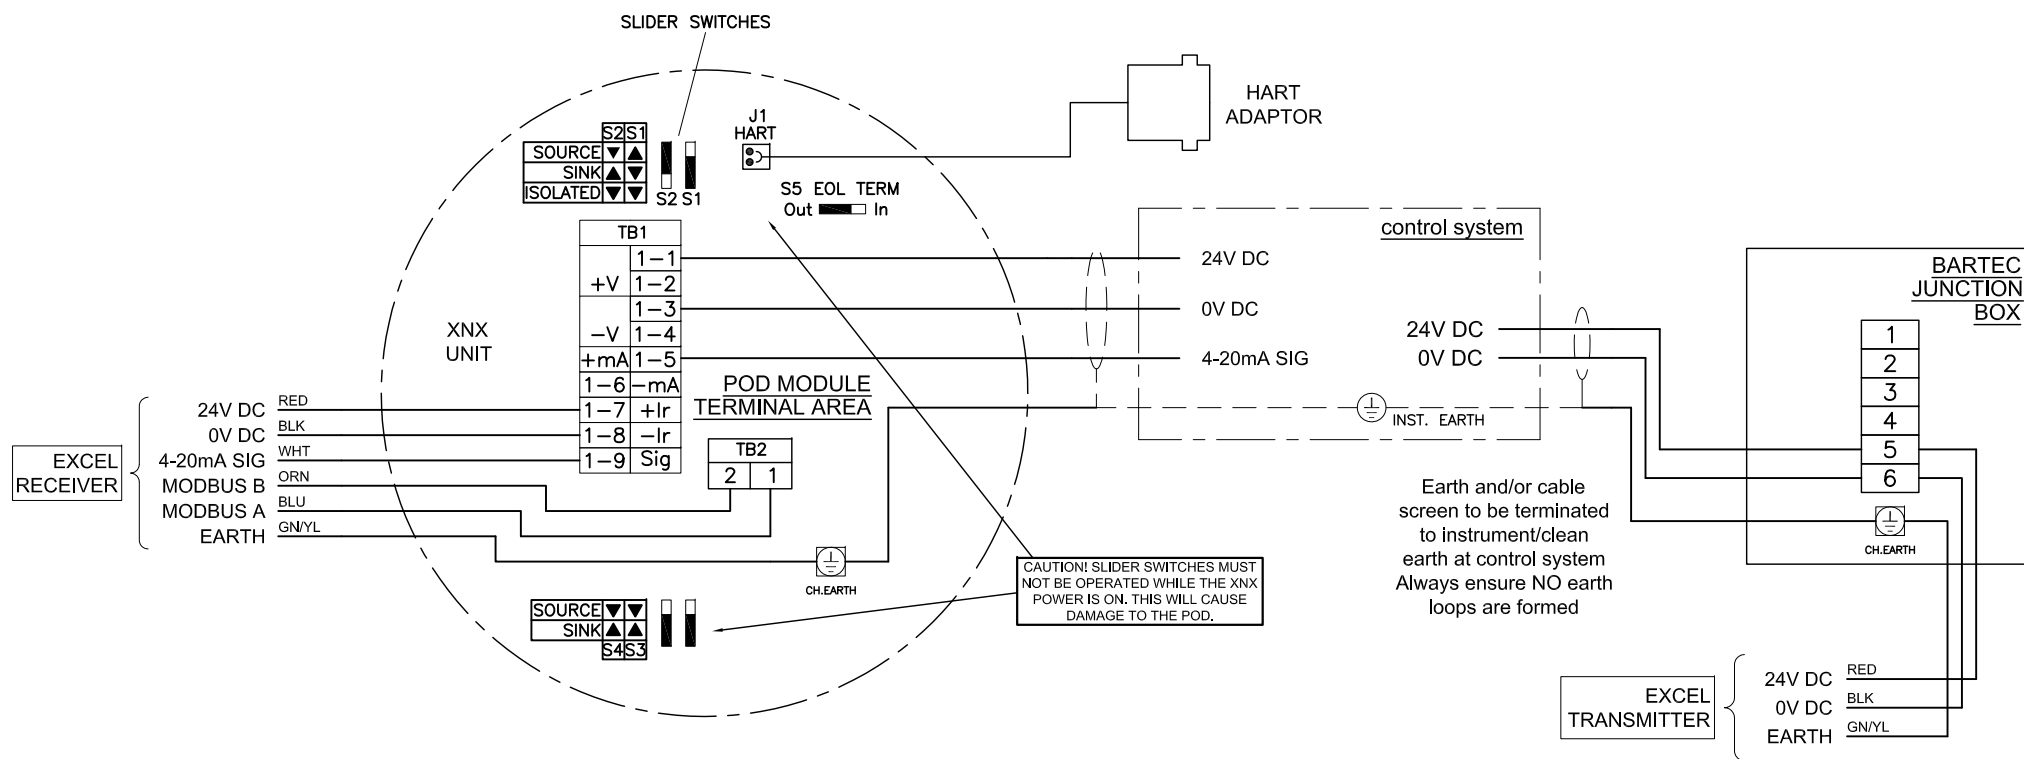 SLIDER SWITCHES
HART
ADAPTOR
J1
HART
S2 S1
SOURCE ▼ ▲
SINK ▲ ▼
ISOLATED ▼ ▼
S2 S1
S5 EOL TERM
Out In
XNX
UNIT
TB1
1-1
+V 1-2
1-3
-V 1-4
+mA 1-5
1-6 -mA
1-7 +Ir
1-8 -Ir
1-9 Sig
POD MODULE
TERMINAL AREA
TB2
2 1
EXCEL
RECEIVER
24V DC RED
0V DC BLK
4-20mA SIG WHT
MODBUS B ORN
MODBUS A BLU
EARTH GN/YL
CH.EARTH
SOURCE ▼ ▼
SINK ▲ ▲
S4 S3
CAUTION! SLIDER SWITCHES MUST
NOT BE OPERATED WHILE THE XNX
POWER IS ON. THIS WILL CAUSE
DAMAGE TO THE POD.
control system
24V DC
0V DC
4-20mA SIG
24V DC
0V DC
INST. EARTH
Earth and/or cable
screen to be terminated
to instrument/clean
earth at control system
Always ensure NO earth
loops are formed
BARTEC
JUNCTION
BOX
1
2
3
4
5
6
CH.EARTH
EXCEL
TRANSMITTER
24V DC RED
0V DC BLK
EARTH GN/YL